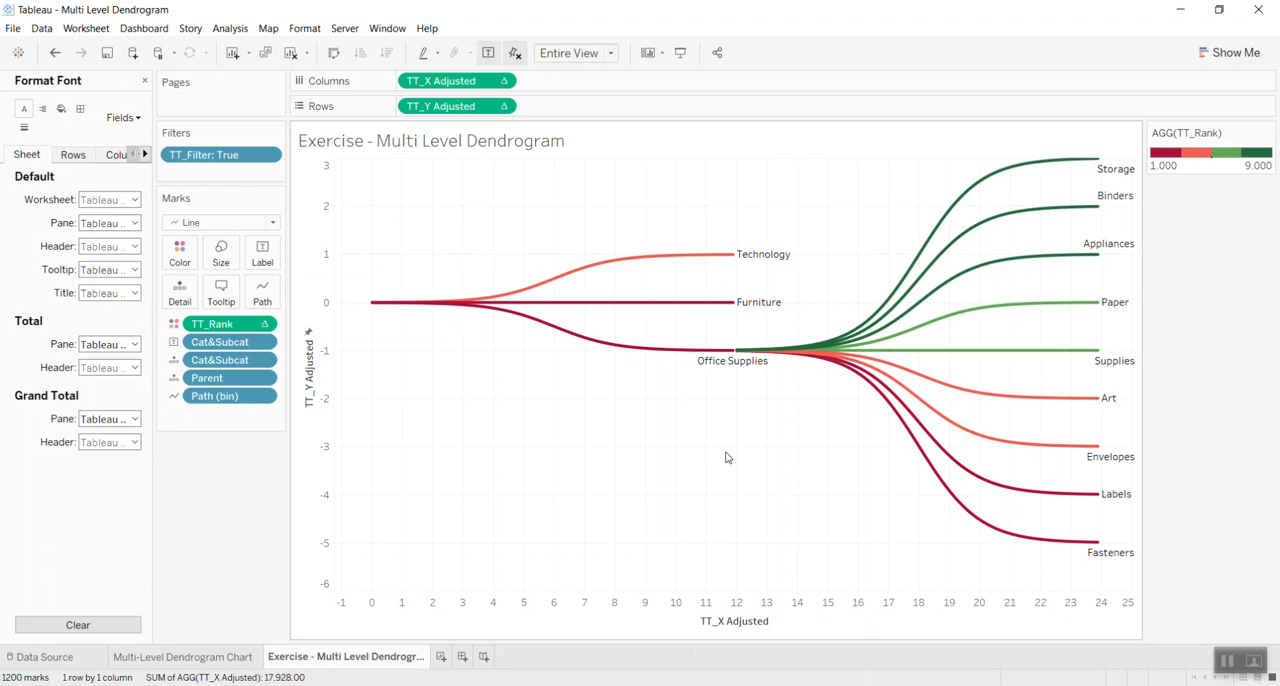 Tableau - Multi Level Dendrogram
File Data Worksheet Dashboard Story Analysis Map Format Server Window Help
Entire View
Show Me
Format Font
Fields
Sheet Rows Colu
Default
Worksheet: Tableau ..
Pane: Tableau ..
Header: Tableau ..
Tooltip: Tableau ..
Title: Tableau ..
Total
Pane: Tableau ..
Header: Tableau ..
Grand Total
Pane: Tableau ..
Header: Tableau ..
Clear
Pages
Filters
TT_Filter: True
Marks
Line
Color Size Label
Detail Tooltip Path
TT_Rank
Cat&Subcat
Cat&Subcat
Parent
Path (bin)
Columns TT_X Adjusted
Rows TT_Y Adjusted
Exercise - Multi Level Dendrogram
3
2
1
0
-1
-2
-3
-4
-5
-6
TT_Y Adjusted
Technology
Furniture
Office Supplies
Storage
Binders
Appliances
Paper
Supplies
Art
Envelopes
Labels
Fasteners
-1 0 1 2 3 4 5 6 7 8 9 10 11 12 13 14 15 16 17 18 19 20 21 22 23 24 25
TT_X Adjusted
AGG(TT_Rank)
1.000 9.000
Data Source Multi-Level Dendrogram Chart Exercise - Multi Level Dendrogr...
1200 marks 1 row by 1 column SUM of AGG(TT_X Adjusted): 17,928.00